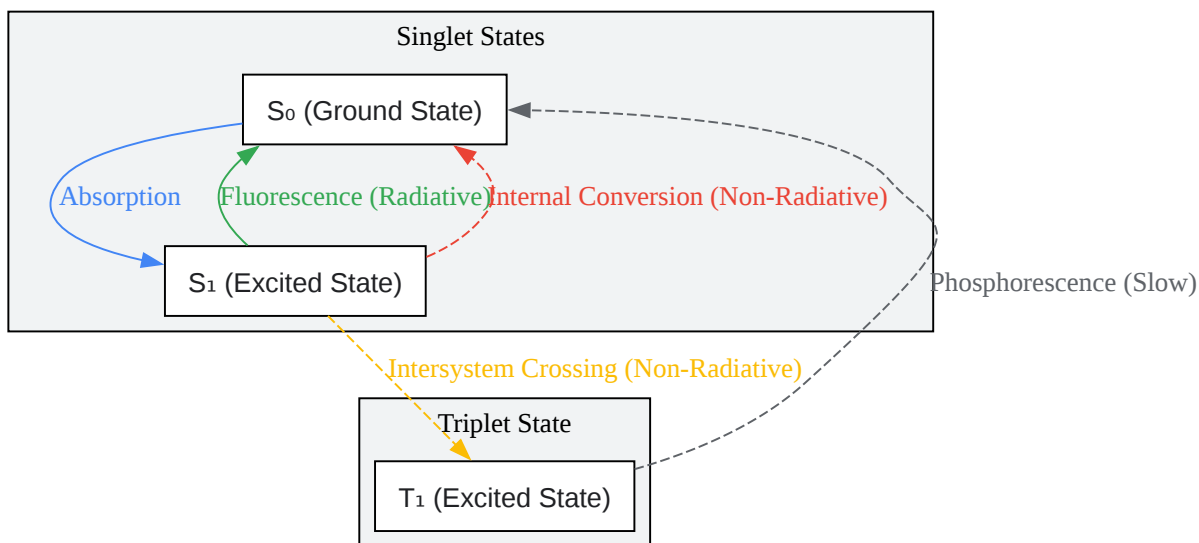 Singlet States
S₀ (Ground State)
Absorption
Fluorescence (Radiative)
Internal Conversion (Non-Radiative)
S₁ (Excited State)
Phosphorescence (Slow)
Intersystem Crossing (Non-Radiative)
Triplet State
T₁ (Excited State)